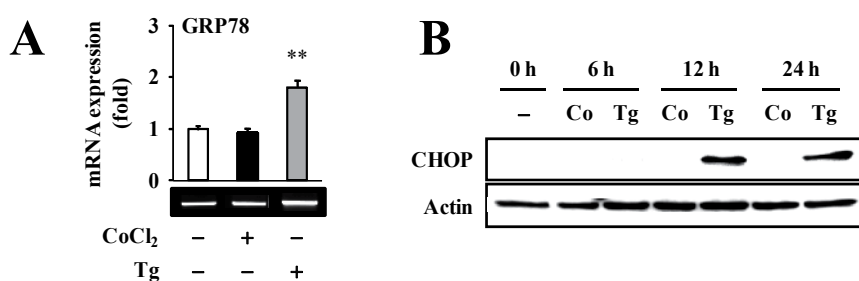 A
GRP78
mRNA expression
(fold)
3
2
1
0
**
CoCl₂ − + −
Tg − − +
B
0 h 6 h 12 h 24 h
− Co Tg Co Tg Co Tg
CHOP
Actin